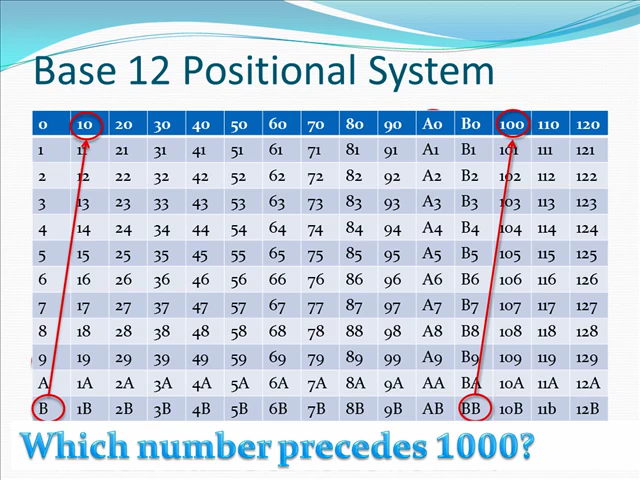 Base 12 Positional System
0 10 20 30 40 50 60 70 80 90 A0 B0 100 110 120
1 11 21 31 41 51 61 71 81 91 A1 B1 101 111 121
2 12 22 32 42 52 62 72 82 92 A2 B2 102 112 122
3 13 23 33 43 53 63 73 83 93 A3 B3 103 113 123
4 14 24 34 44 54 64 74 84 94 A4 B4 104 114 124
5 15 25 35 45 55 65 75 85 95 A5 B5 105 115 125
6 16 26 36 46 56 66 76 86 96 A6 B6 106 116 126
7 17 27 37 47 57 67 77 87 97 A7 B7 107 117 127
8 18 28 38 48 58 68 78 88 98 A8 B8 108 118 128
9 19 29 39 49 59 69 79 89 99 A9 B9 109 119 129
A 1A 2A 3A 4A 5A 6A 7A 8A 9A AA BA 10A 11A 12A
B 1B 2B 3B 4B 5B 6B 7B 8B 9B AB BB 10B 11b 12B
Which number precedes 1000?